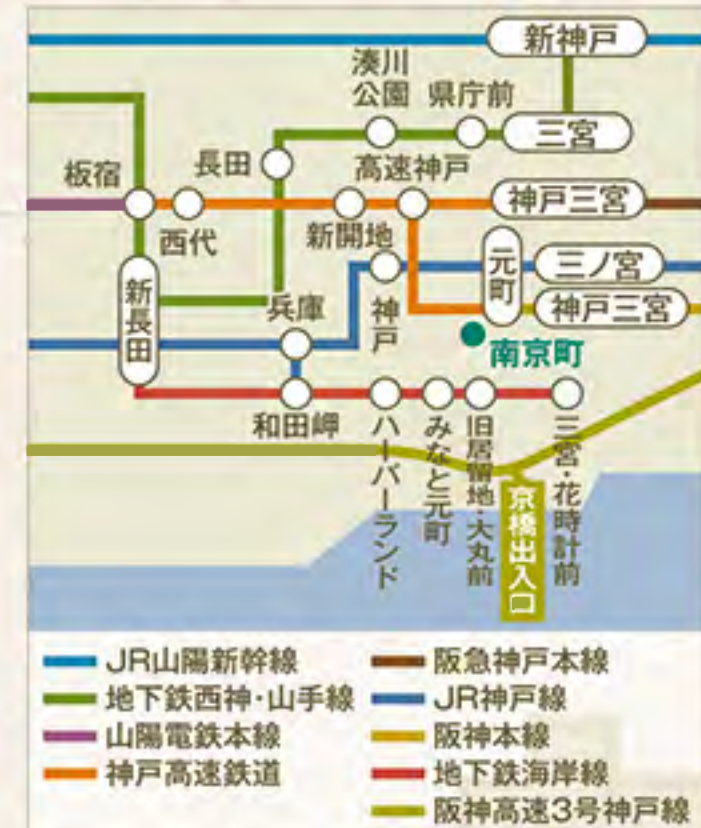 新神戸
湊川
公園
県庁前
三宮
長田
高速神戸
板宿
神戸三宮
西代
新開地
元町
三ノ宮
新長田
兵庫
神戸
神戸三宮
南京町
和田岬
ハーバーランド
みなと元町
旧居留地・大丸前
三宮・花時計前
京橋出入口
JR山陽新幹線
地下鉄西神・山手線
山陽電鉄本線
神戸高速鉄道
阪急神戸本線
JR神戸線
阪神本線
地下鉄海岸線
阪神高速3号神戸線